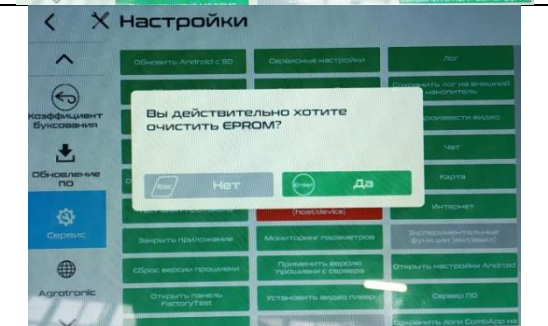 Настройки
Обновить Android с SD
Сервисные настройки
Лог
Сохранить лог на внешний
накопитель
Коэффициент
буксования
Вы действительно хотите
очистить EPROM?
Чат
Обновление
ПО
Esc
Нет
Enter
Да
Карта
(host/device)
Интернет
Сервис
Закрыть приложение
Мониторинг параметров
Экспериментальные
функции (включены)
Сброс версии прошивки
Применить версию
прошивки с сервера
Открыть настройки Android
Agrotronic
Открыть панель
FactoryTest
Установить видео плеер
Сервер ПО